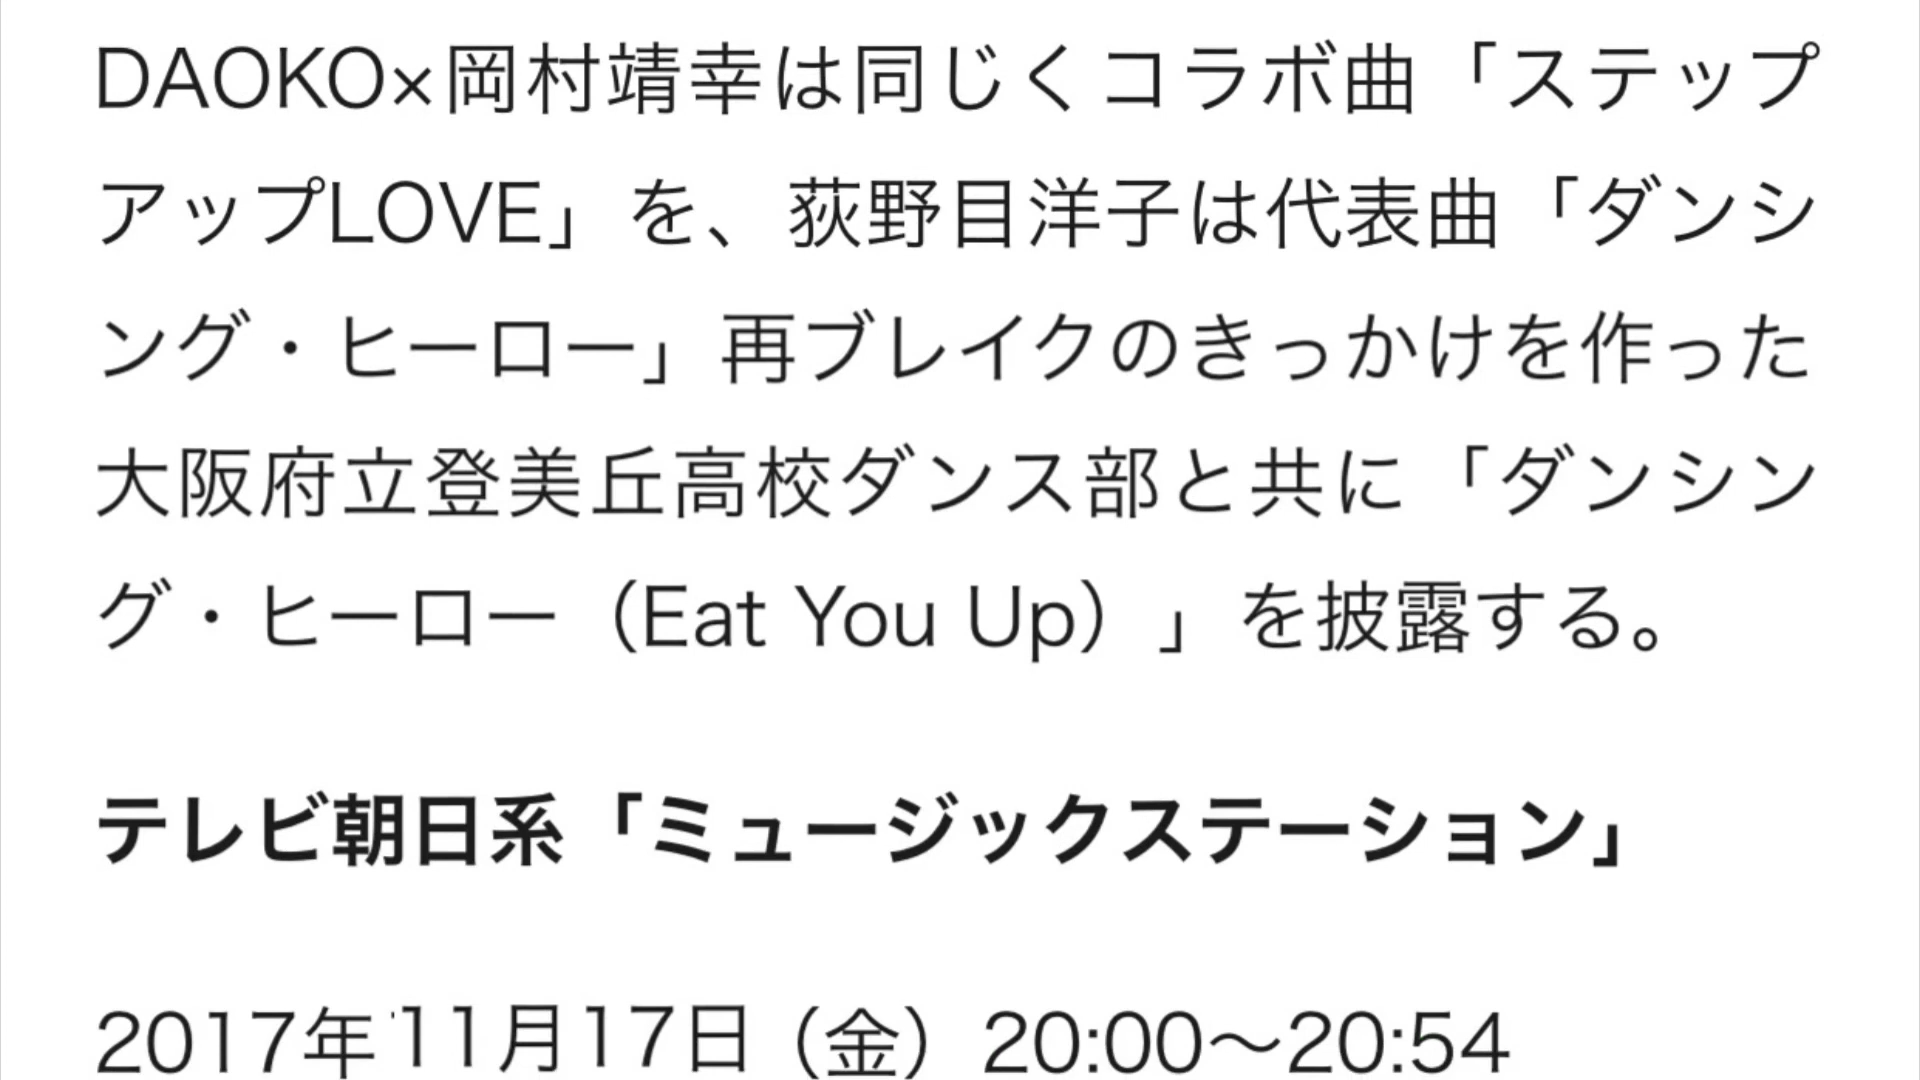 DAOKO×岡村靖幸は同じくコラボ曲「ステップ
アップLOVE」を、荻野目洋子は代表曲「ダンシ
ング・ヒーロー」再ブレイクのきっかけを作った
大阪府立登美丘高校ダンス部と共に「ダンシン
グ・ヒーロー（Eat You Up）」を披露する。
テレビ朝日系「ミュージックステーション」
2017年11月17日（金）20:00〜20:54